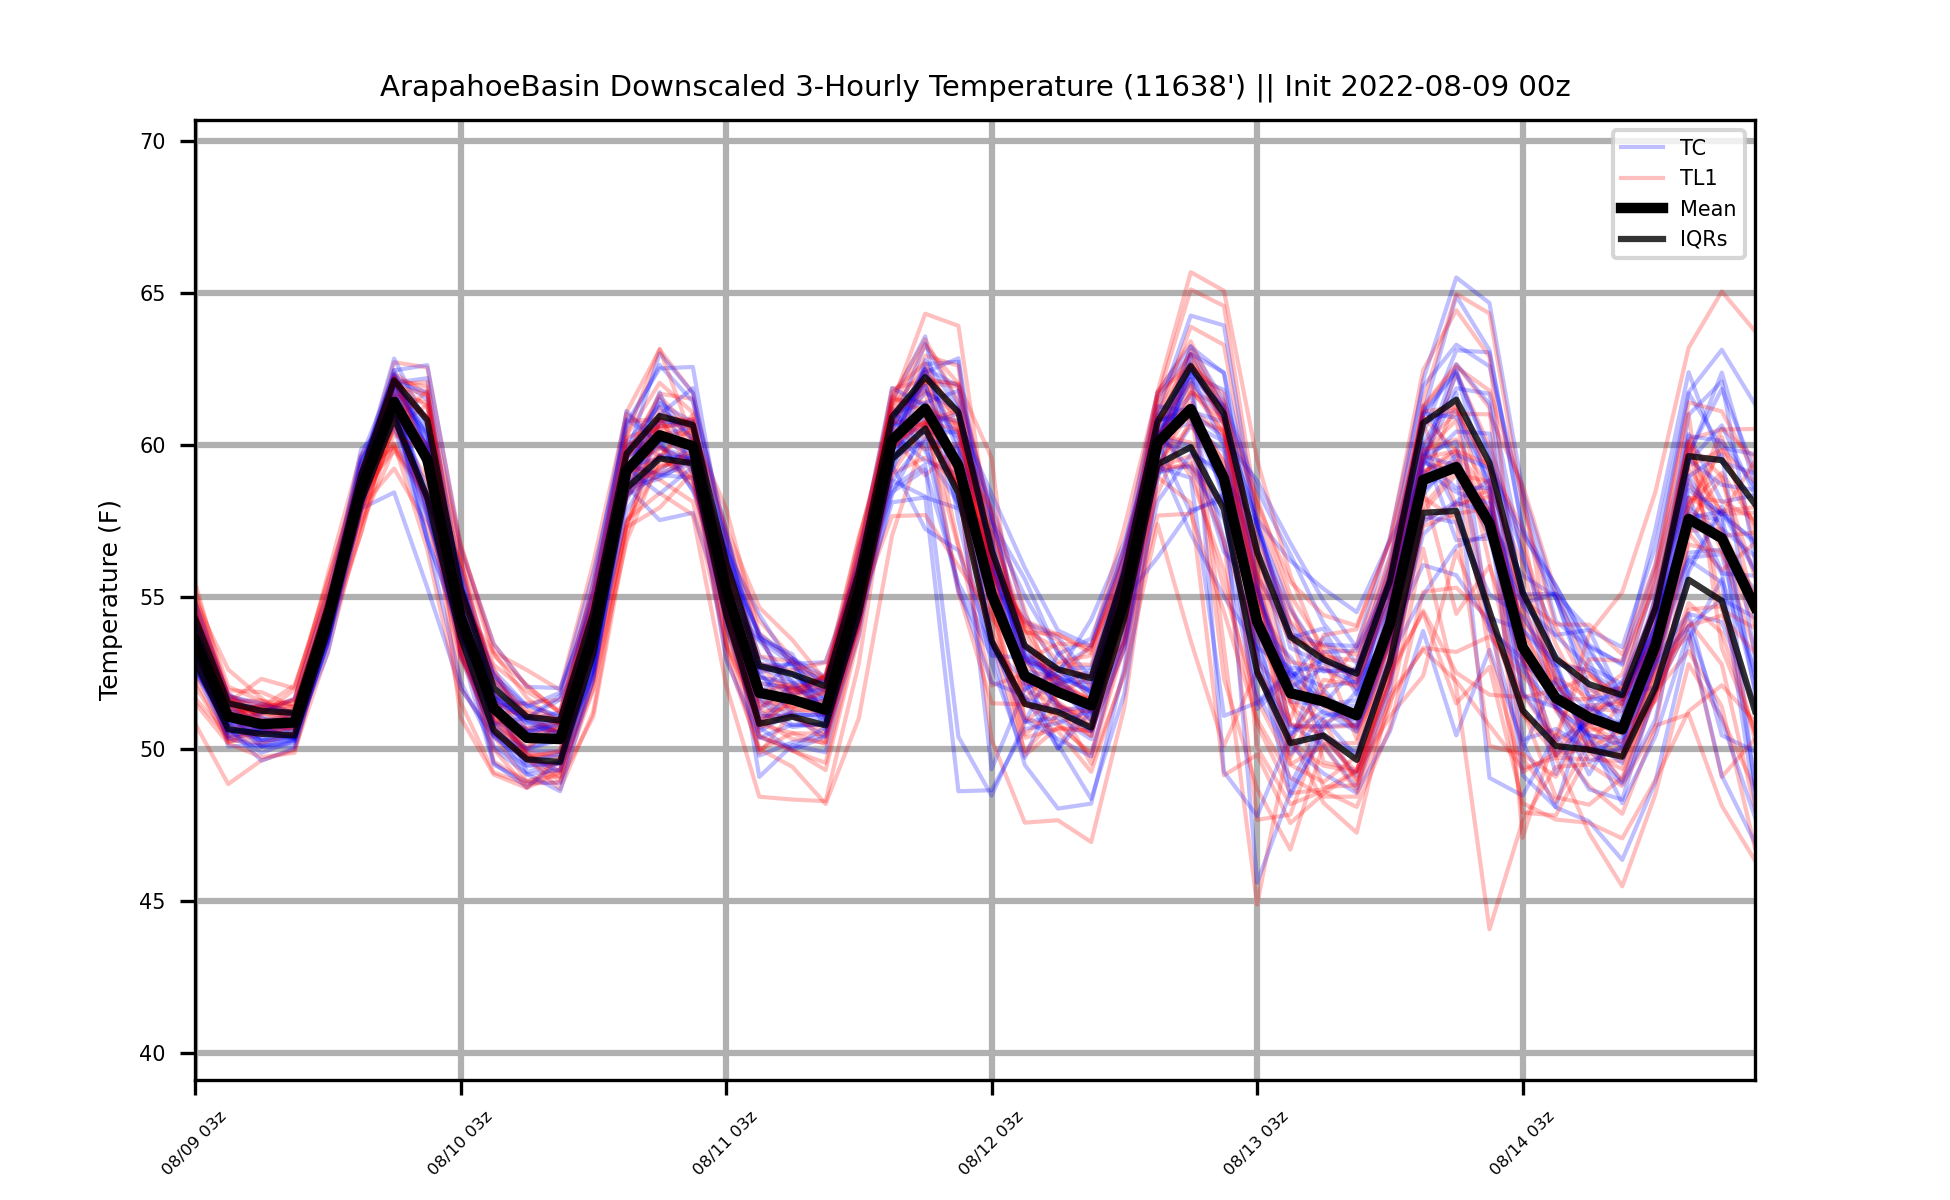 ArapahoeBasin Downscaled 3-Hourly Temperature (11638') || Init 2022-08-09 00z
70
65
60
55
50
45
40
Temperature (F)
TC
TL1
Mean
IQRs
08/09 03z
08/10 03z
08/11 03z
08/12 03z
08/13 03z
08/14 03z